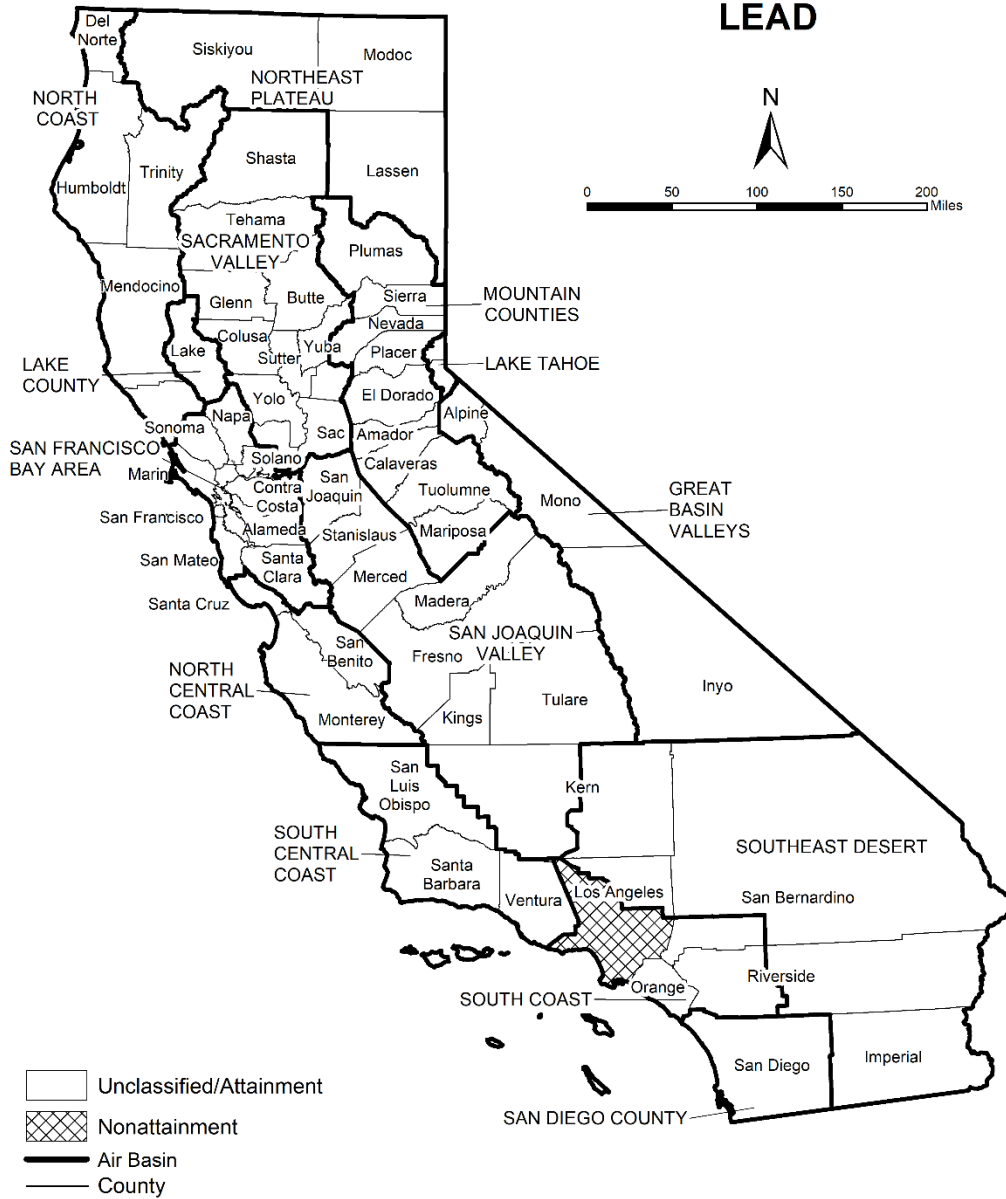 LEAD
N
0 50 100 150 200
Miles
Del
Norte
Siskiyou
Modoc
NORTHEAST
PLATEAU
NORTH
COAST
Shasta
Trinity
Lassen
Humboldt
Tehama
SACRAMENTO
VALLEY
Plumas
Mendocino
Glenn
Butte
Sierra
MOUNTAIN
COUNTIES
Nevada
Colusa
Sutter
Yuba
Placer
Lake
LAKE
COUNTY
LAKE TAHOE
Yolo
El Dorado
Napa
Alpine
Sonoma
Sac
Amador
SAN FRANCISCO
BAY AREA
Solano
Calaveras
Marin
San
Joaquin
Contra
Costa
Tuolumne
Mono
GREAT
BASIN
VALLEYS
San Francisco
Alameda
Stanislaus
Mariposa
San Mateo
Santa
Clara
Merced
Santa Cruz
Madera
San
Benito
SAN JOAQUIN
VALLEY
Fresno
NORTH
CENTRAL
COAST
Inyo
Tulare
Monterey
Kings
San
Luis
Obispo
Kern
SOUTH
CENTRAL
COAST
SOUTHEAST DESERT
Santa
Barbara
Ventura
Los Angeles
San Bernardino
Riverside
Orange
SOUTH COAST
San Diego
Imperial
SAN DIEGO COUNTY
Unclassified/Attainment
Nonattainment
Air Basin
County